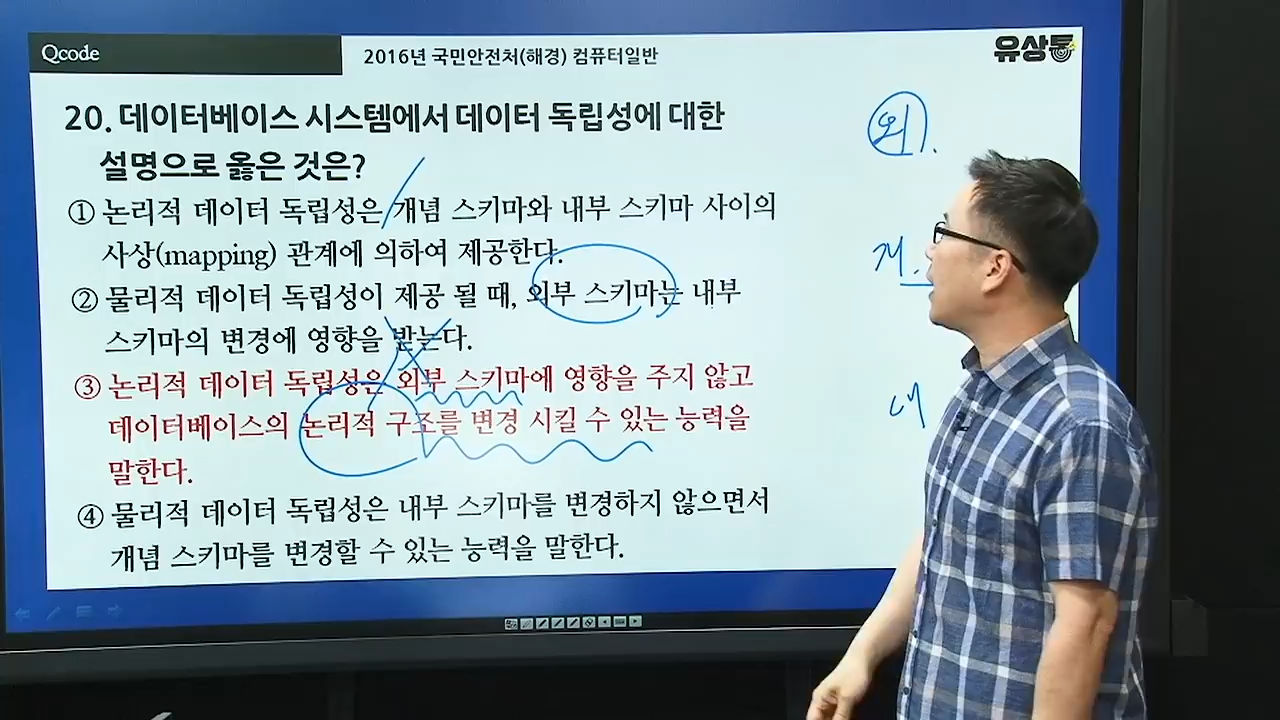 Qcode
2016년 국민안전처(해경) 컴퓨터일반
유상통
20. 데이터베이스 시스템에서 데이터 독립성에 대한
설명으로 옳은 것은?
① 논리적 데이터 독립성은 개념 스키마와 내부 스키마 사이의
사상(mapping) 관계에 의하여 제공한다.
② 물리적 데이터 독립성이 제공 될 때, 외부 스키마는 내부
스키마의 변경에 영향을 받는다.
③ 논리적 데이터 독립성은 외부 스키마에 영향을 주지 않고
데이터베이스의 논리적 구조를 변경 시킬 수 있는 능력을
말한다.
④ 물리적 데이터 독립성은 내부 스키마를 변경하지 않으면서
개념 스키마를 변경할 수 있는 능력을 말한다.
외
개
내